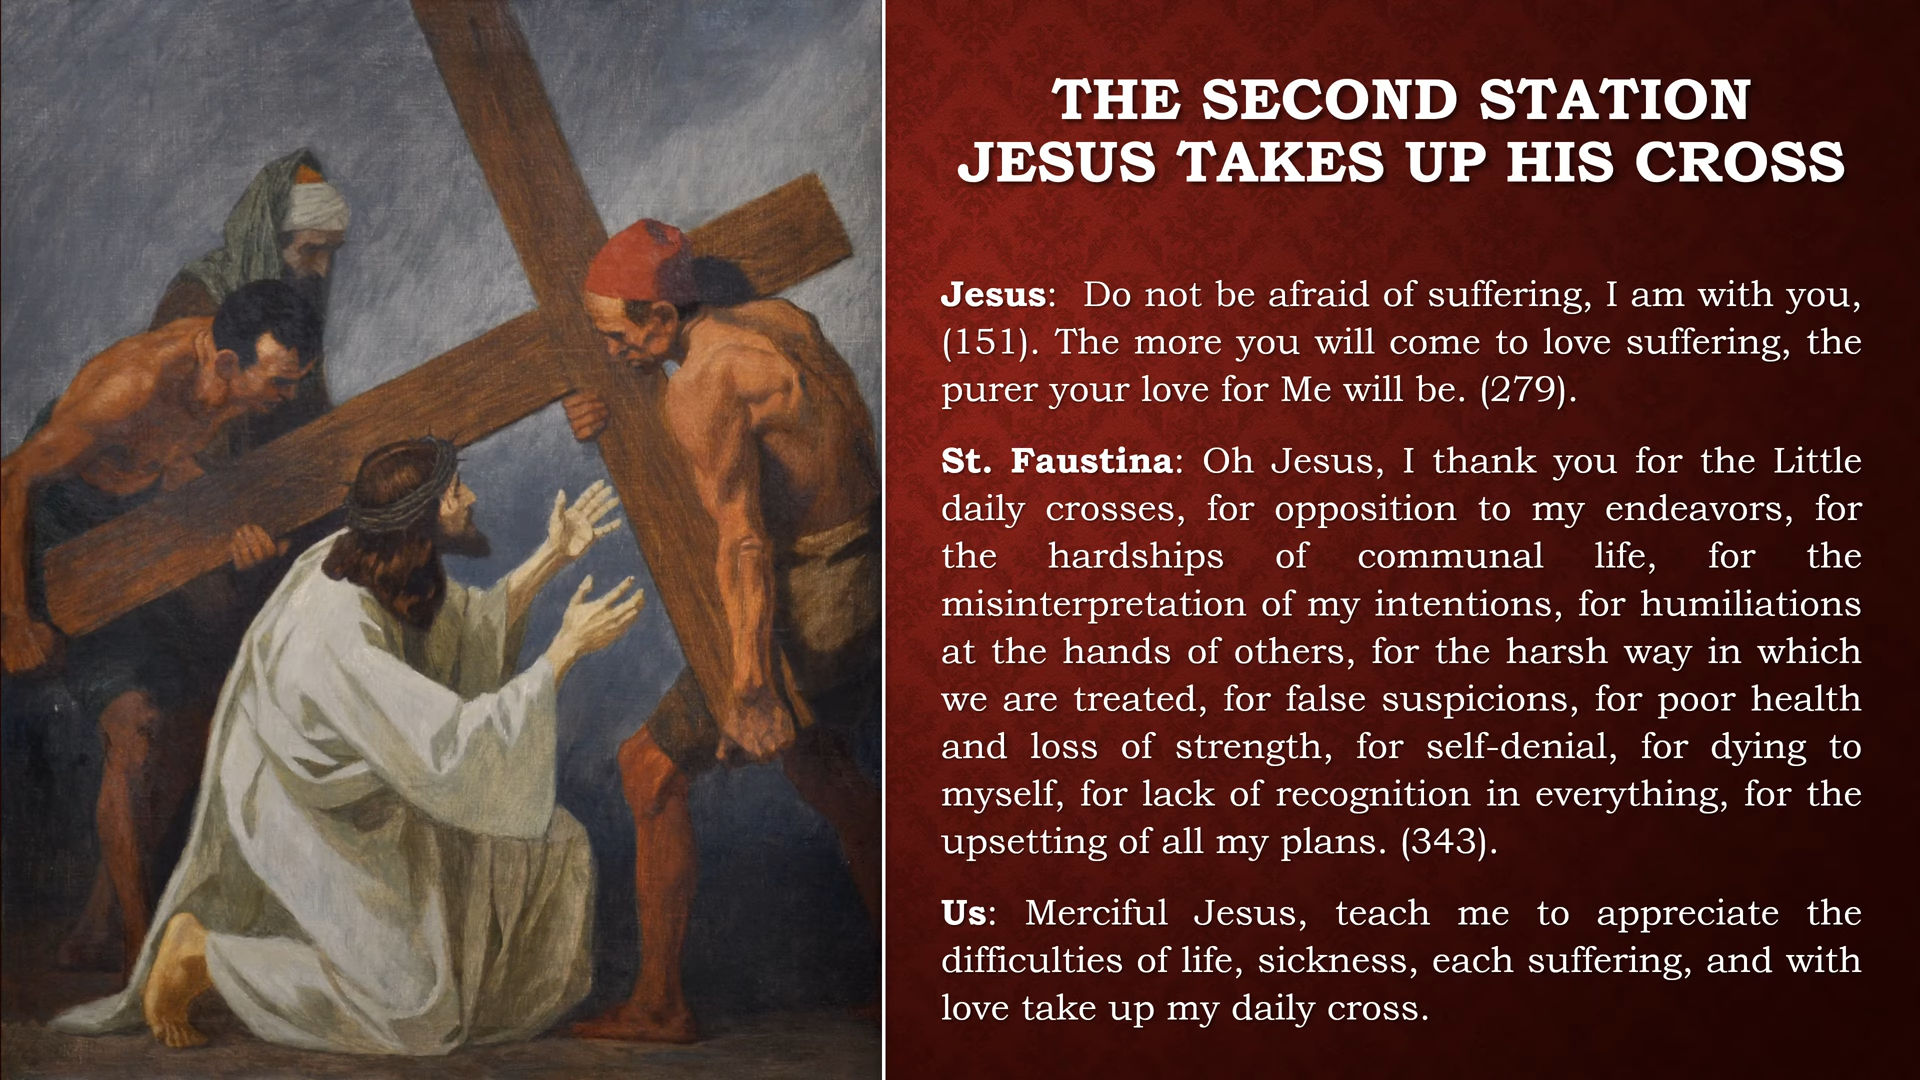 THE SECOND STATION
JESUS TAKES UP HIS CROSS
Jesus:  Do not be afraid of suffering, I am with you,
(151). The more you will come to love suffering, the
purer your love for Me will be. (279).
St. Faustina: Oh Jesus, I thank you for the Little
daily crosses, for opposition to my endeavors, for
the hardships of communal life, for the
misinterpretation of my intentions, for humiliations
at the hands of others, for the harsh way in which
we are treated, for false suspicions, for poor health
and loss of strength, for self-denial, for dying to
myself, for lack of recognition in everything, for the
upsetting of all my plans. (343).
Us: Merciful Jesus, teach me to appreciate the
difficulties of life, sickness, each suffering, and with
love take up my daily cross.